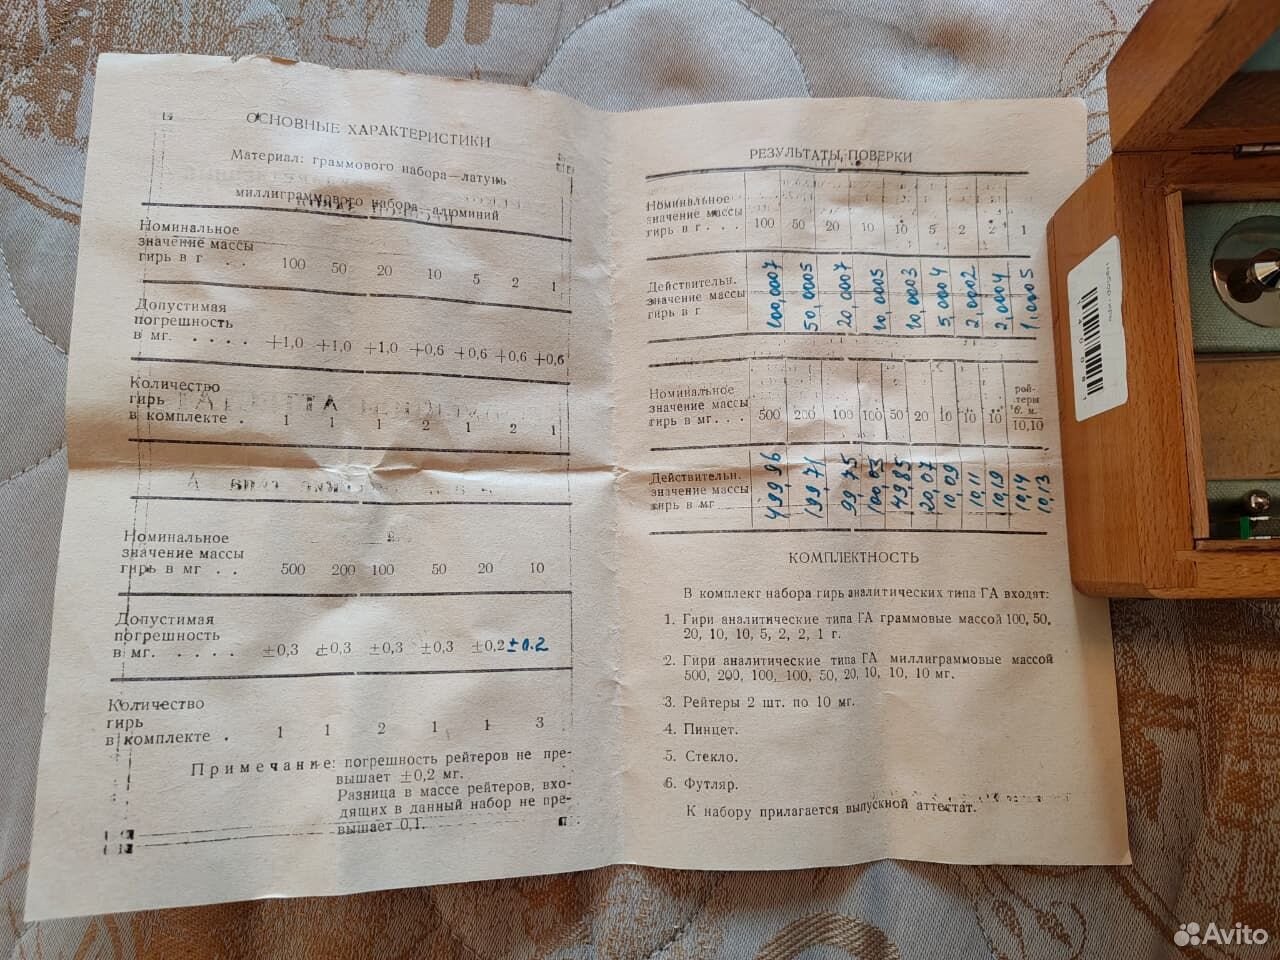 ОСНОВНЫЕ ХАРАКТЕРИСТИКИ
Материал: граммового набора—латунь
миллиграммового набора—алюминий
Номинальное
значение массы
гирь в г . . 100 50 20 10 5 2 1
Допустимая
погрешность
в мг. . . . . +1,0 +1,0 +1,0 +0,6 +0,6 +0,6 +0,6
Количество
гирь
в комплекте . 1 1 1 2 1 2 1
Номинальное
значение массы
гирь в мг . . 500 200 100 50 20 10
Допустимая
погрешность
в мг. . . . . ±0,3 ±0,3 ±0,3 ±0,3 ±0,2 ±0.2
Количество
гирь
в комплекте . 1 1 2 1 1 3
Примечание: погрешность рейтеров не пре-
вышает ±0,2 мг.
Разница в массе рейтеров, вхо-
дящих в данный набор не пре-
вышает 0,1.
РЕЗУЛЬТАТЫ ПОВЕРКИ
Номинальное
значение массы
гирь в г . . . 100 50 20 10 10 5 2 2 1
Действительн.
значение массы
гирь в г 100,0007 50,0005 20,0007 10,0005 10,0003 5,0004 2,0002 2,0004 1,0005
Номинальное
значение массы
гирь в мг. . . 500 200 100 100 50 20 10 10 10 рой-
теры
б. м.
10,10
Действительн.
значение массы
гирь в мг 499,96 199,71 99,75 100,03 49,85 20,07 10,09 10,11 10,19 10,14 10,13
КОМПЛЕКТНОСТЬ
В комплект набора гирь аналитических типа ГА входят:
1. Гири аналитические типа ГА граммовые массой 100, 50,
20, 10, 10, 5, 2, 2, 1 г.
2. Гири аналитические типа ГА миллиграммовые массой
500, 200, 100, 100, 50, 20, 10, 10, 10 мг.
3. Рейтеры 2 шт. по 10 мг.
4. Пинцет.
5. Стекло.
6. Футляр.
К набору прилагается выпускной аттестат.
Avito